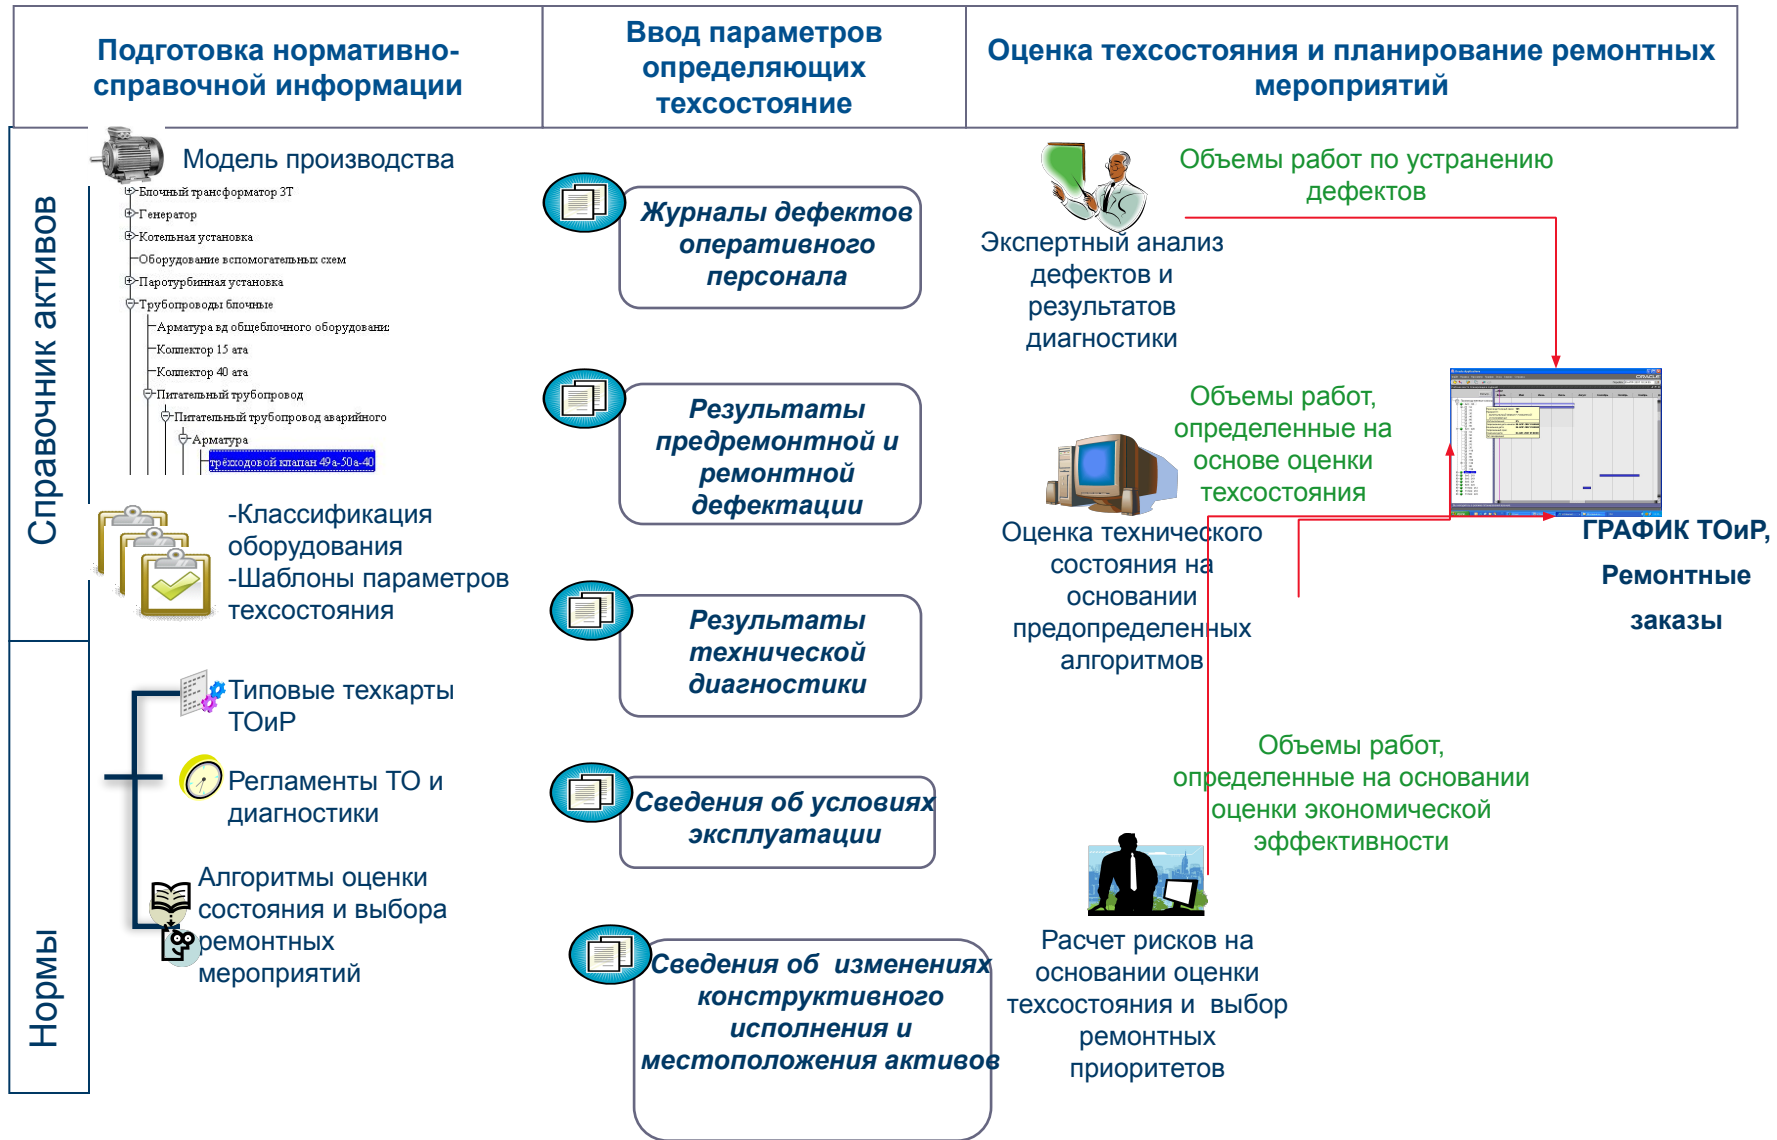 Подготовка нормативно-
справочной информации
Ввод параметров
определяющих
техсостояние
Оценка техсостояния и планирование ремонтных
мероприятий
Справочник активов
Модель производства
Блочный трансформатор 3Т
Генератор
Котельная установка
Оборудование вспомогательных схем
Паротурбинная установка
Трубопроводы блочные
Арматура вд общеблочного оборудования
Коллектор 15 ата
Коллектор 40 ата
Питательный трубопровод
Питательный трубопровод аварийного
Арматура
трёхходовой клапан 49а-50а-40
-Классификация
оборудования
-Шаблоны параметров
техсостояния
Нормы
Типовые техкарты
ТОиР
Регламенты ТО и
диагностики
Алгоритмы оценки
состояния и выбора
ремонтных
мероприятий
Журналы дефектов
оперативного
персонала
Результаты
предремонтной и
ремонтной
дефектации
Результаты
технической
диагностики
Сведения об условиях
эксплуатации
Сведения об  изменениях
конструктивного
исполнения и
местоположения активов
Экспертный анализ
дефектов и
результатов
диагностики
Объемы работ по устранению
дефектов
Оценка технического
состояния на
основании
предопределенных
алгоритмов
Объемы работ,
определенные на
основе оценки
техсостояния
Расчет рисков на
основании оценки
техсостояния и  выбор
ремонтных
приоритетов
Объемы работ,
определенные на основании
оценки экономической
эффективности
ORACLE
ГРАФИК ТОиР,
Ремонтные
заказы